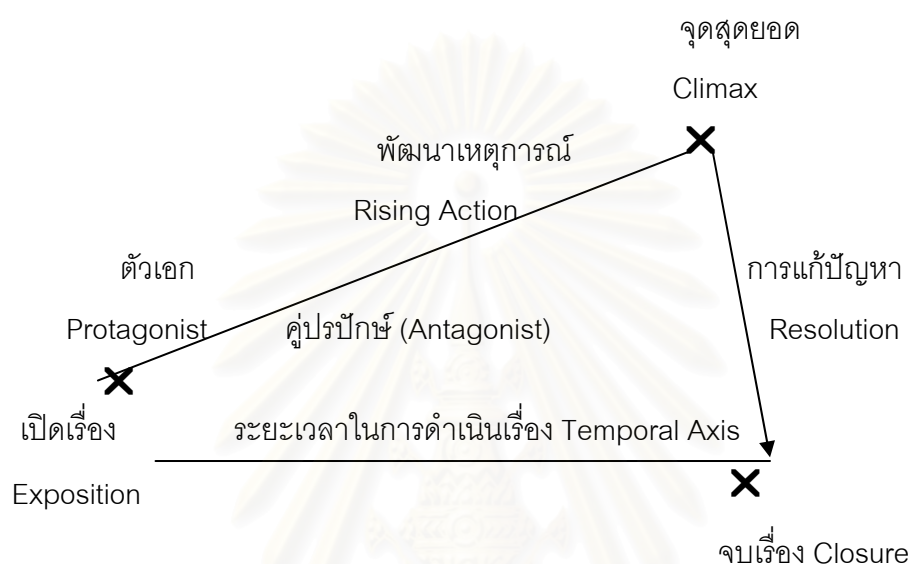 จุดสุดยอด
Climax
พัฒนาเหตุการณ์
Rising Action
ตัวเอก
Protagonist
คู่ปรปักษ์ (Antagonist)
การแก้ปัญหา
Resolution
เปิดเรื่อง
Exposition
ระยะเวลาในการดำเนินเรื่อง Temporal Axis
จบเรื่อง Closure